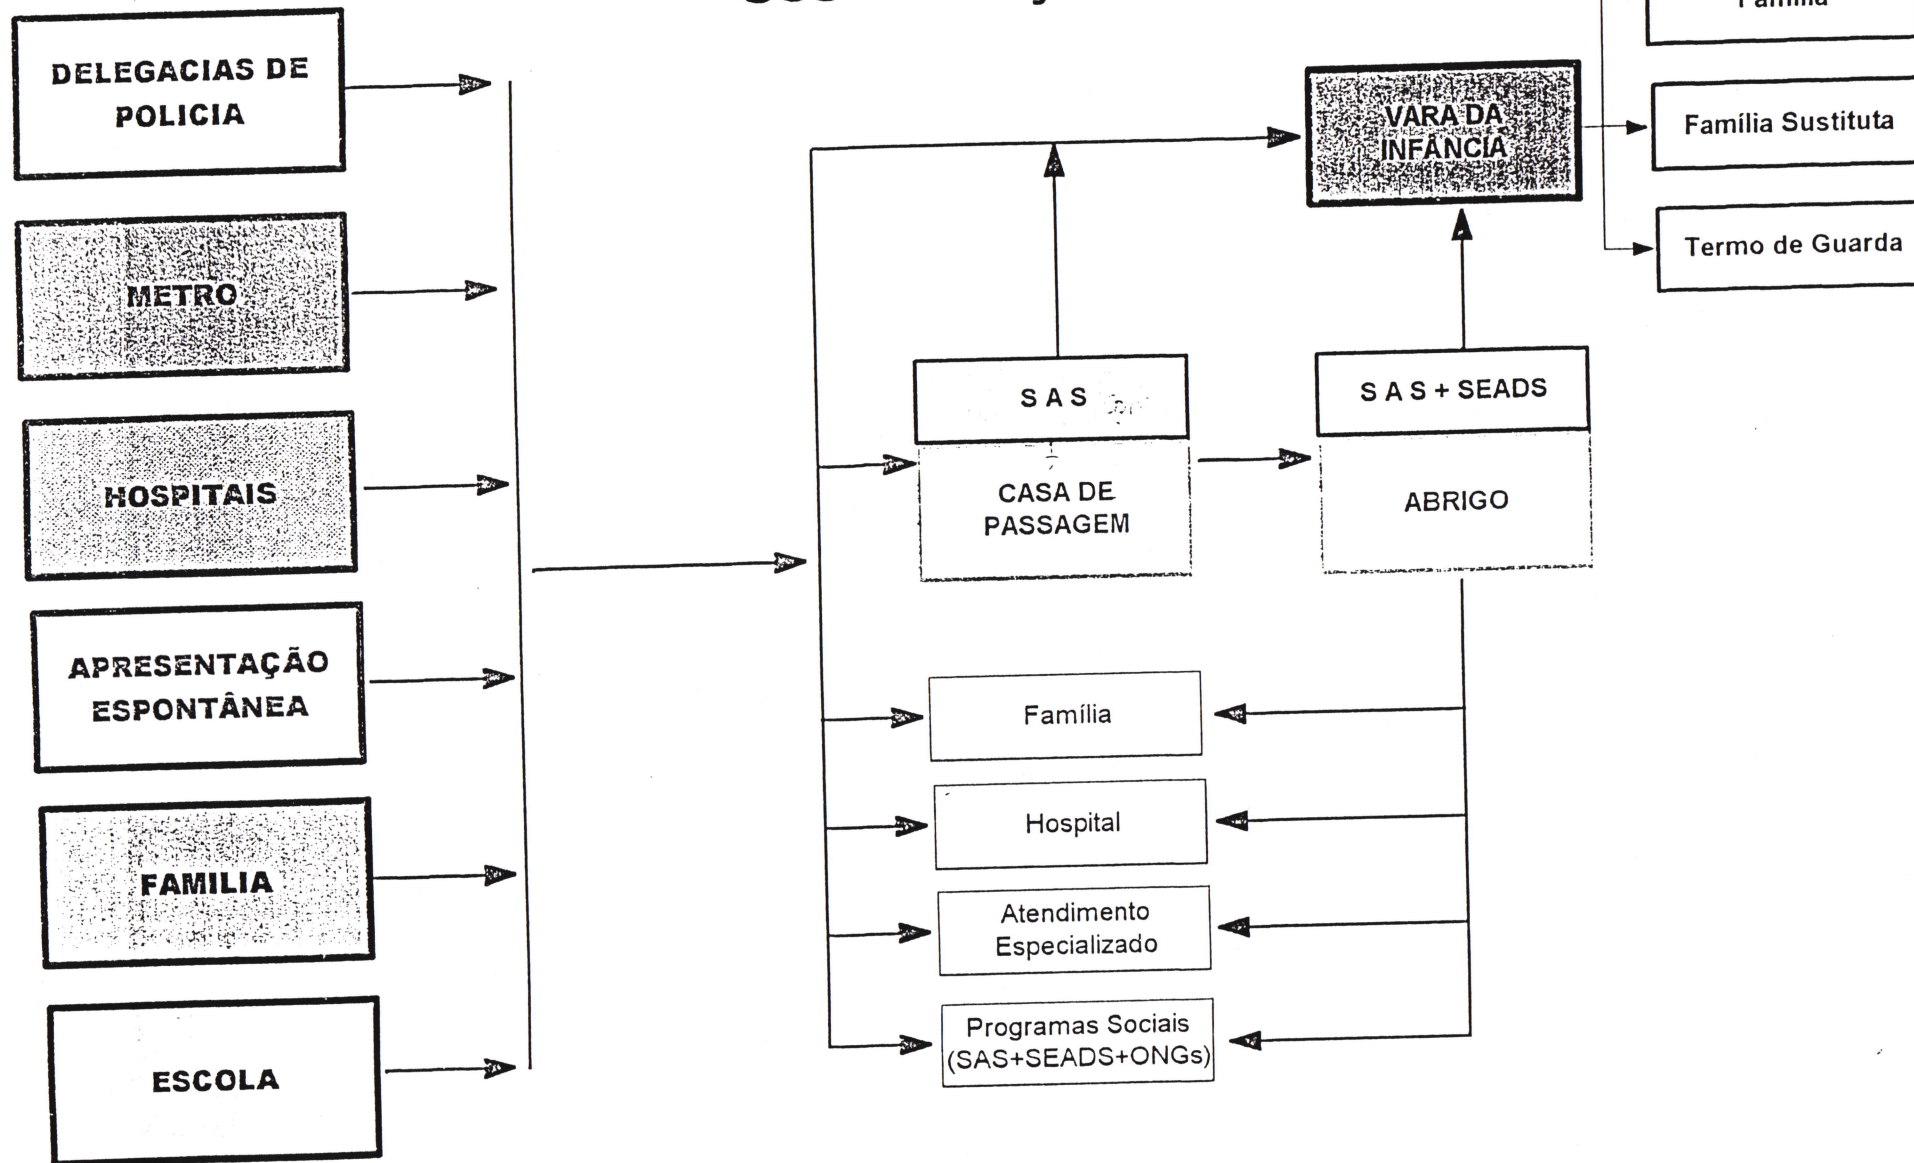 Família
DELEGACIAS DE
POLICIA
VARA DA
INFÂNCIA
Família Sustituta
METRO
Termo de Guarda
S A S
S A S + SEADS
HOSPITAIS
CASA DE
PASSAGEM
ABRIGO
APRESENTAÇÃO
ESPONTÂNEA
Família
Hospital
FAMILIA
Atendimento
Especializado
Programas Sociais
(SAS+SEADS+ONGs)
ESCOLA